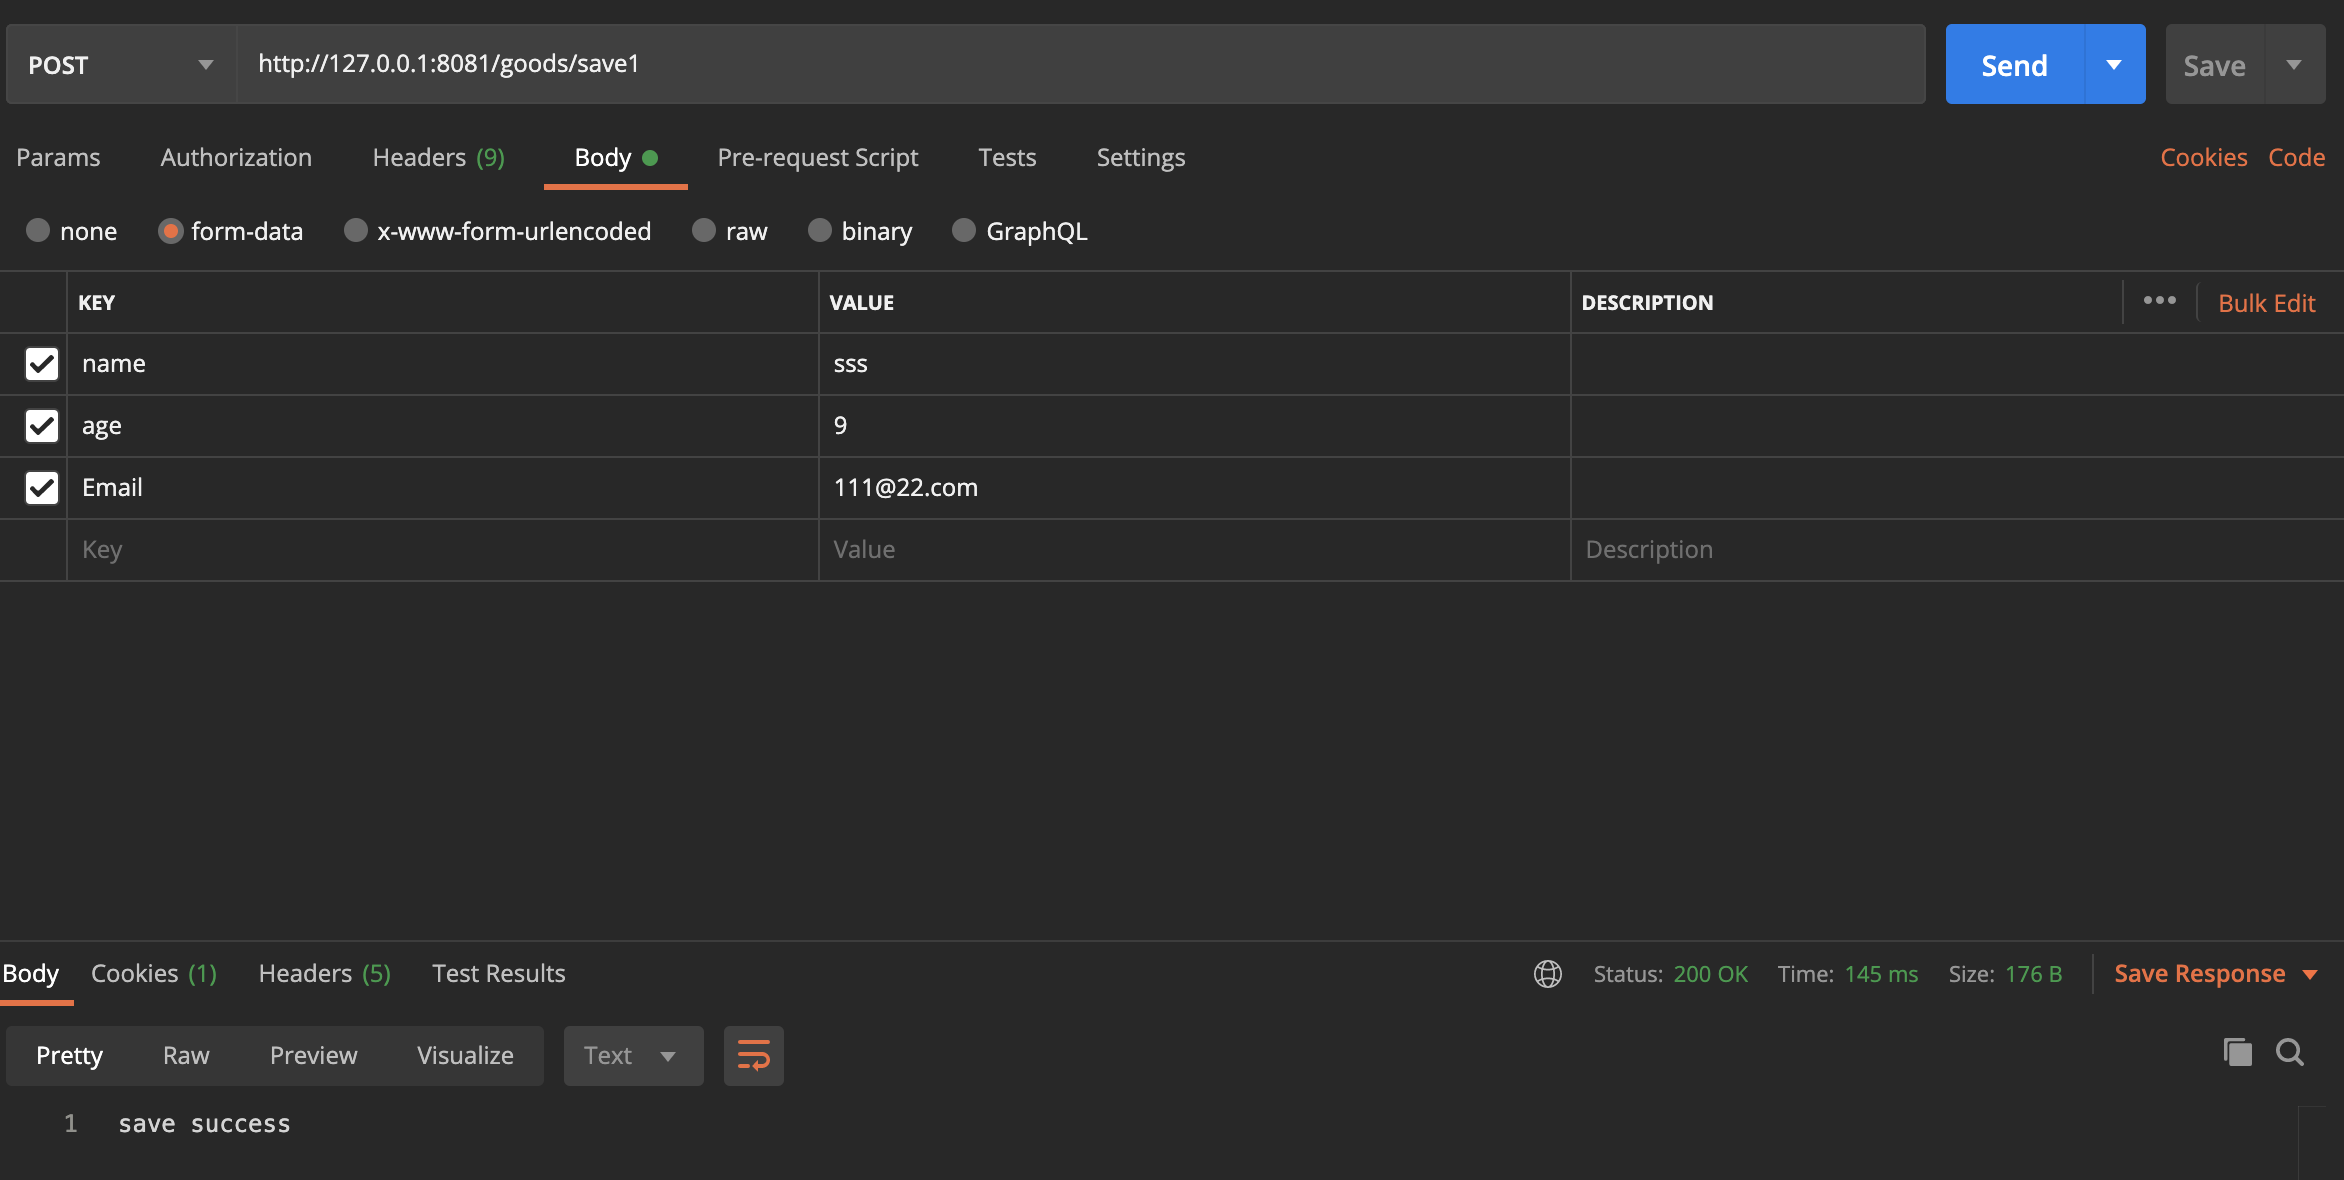 POST http://127.0.0.1:8081/goods/save1 Send Save
Params Authorization Headers (9) Body Pre-request Script Tests Settings Cookies Code
none form-data x-www-form-urlencoded raw binary GraphQL
KEY VALUE DESCRIPTION ••• Bulk Edit
name sss
age 9
Email 111@22.com
Key Value Description
Body Cookies (1) Headers (5) Test Results Status: 200 OK Time: 145 ms Size: 176 B Save Response
Pretty Raw Preview Visualize Text
1 save success